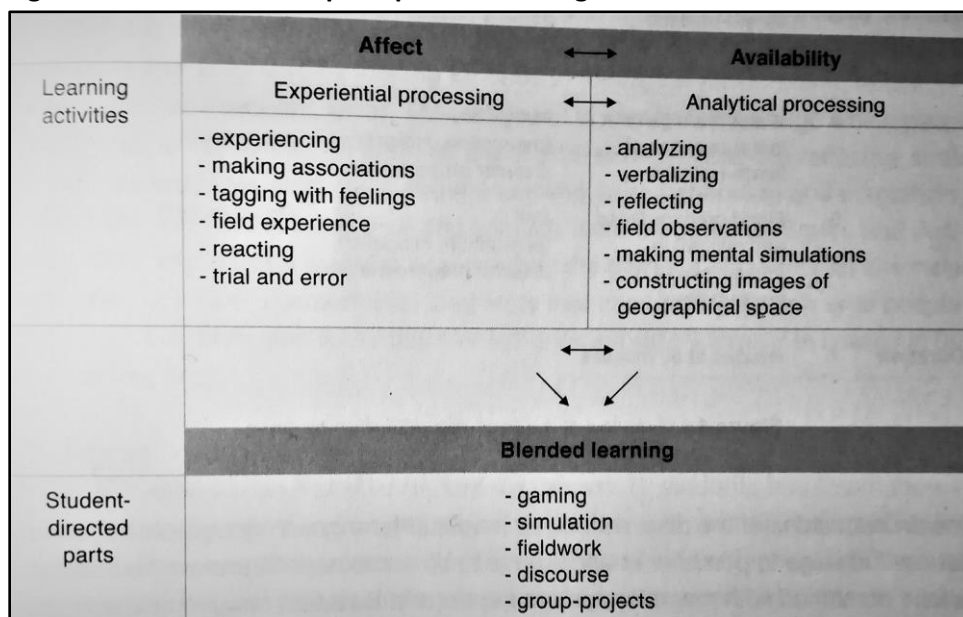 Affect
Availability
Learning
activities
Experiential processing
Analytical processing
- experiencing
- making associations
- tagging with feelings
- field experience
- reacting
- trial and error
- analyzing
- verbalizing
- reflecting
- field observations
- making mental simulations
- constructing images of
geographical space
Blended learning
Student-
directed
parts
- gaming
- simulation
- fieldwork
- discourse
- group-projects